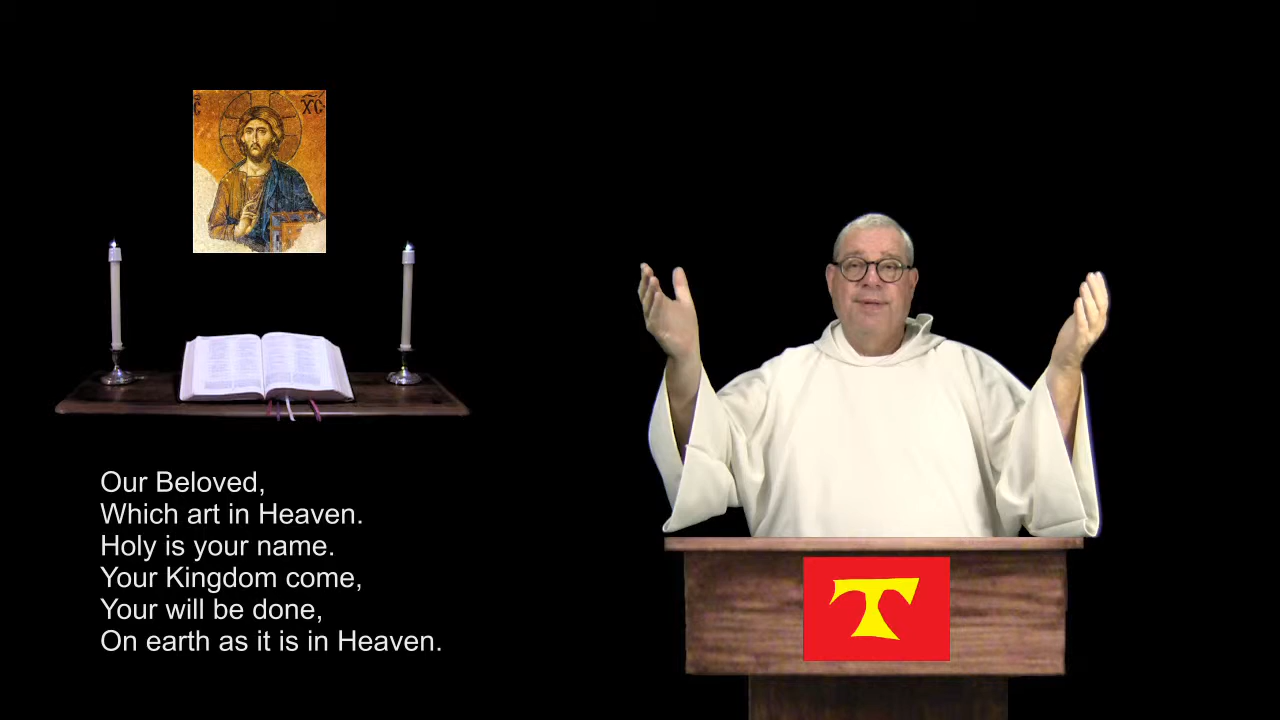 XC
Our Beloved,
Which art in Heaven.
Holy is your name.
Your Kingdom come,
Your will be done,
On earth as it is in Heaven.
T